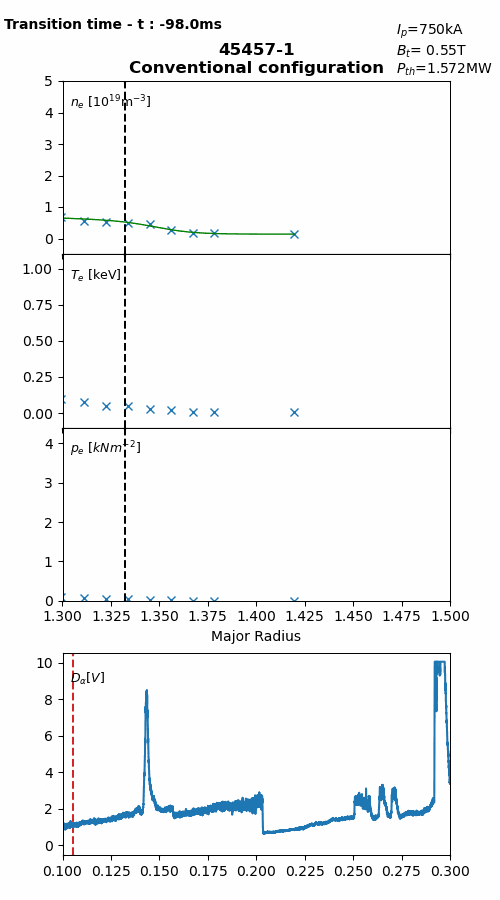 Transition time - t : -98.0ms
I_p=750kA
45457-1
B_t= 0.55T
Conventional configuration
P_th=1.572MW
n_e [10^19m^-3]
5
4
3
2
1
0
T_e [keV]
1.00
0.75
0.50
0.25
0.00
p_e [kNm^-2]
4
3
2
1
0
1.300 1.325 1.350 1.375 1.400 1.425 1.450 1.475 1.500
Major Radius
D_α[V]
10
8
6
4
2
0
0.100 0.125 0.150 0.175 0.200 0.225 0.250 0.275 0.300